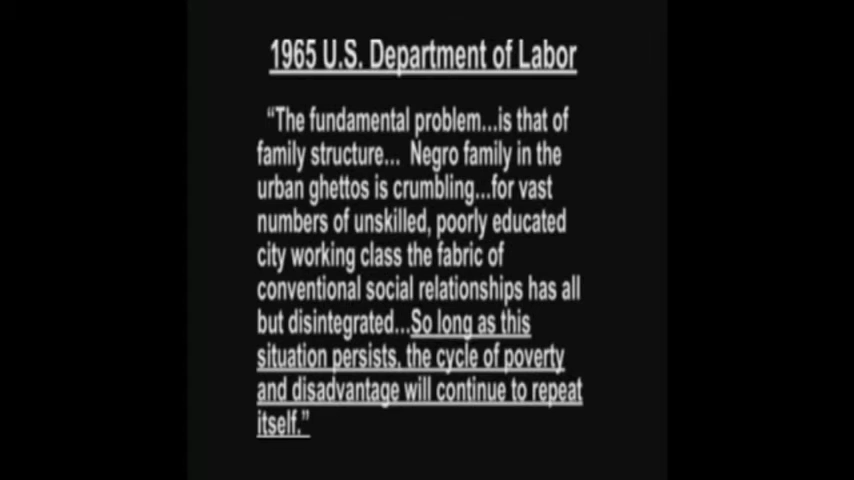 1965 U.S. Department of Labor
“The fundamental problem...is that of
family structure... Negro family in the
urban ghettos is crumbling...for vast
numbers of unskilled, poorly educated
city working class the fabric of
conventional social relationships has all
but disintegrated...So long as this
situation persists, the cycle of poverty
and disadvantage will continue to repeat
itself.”